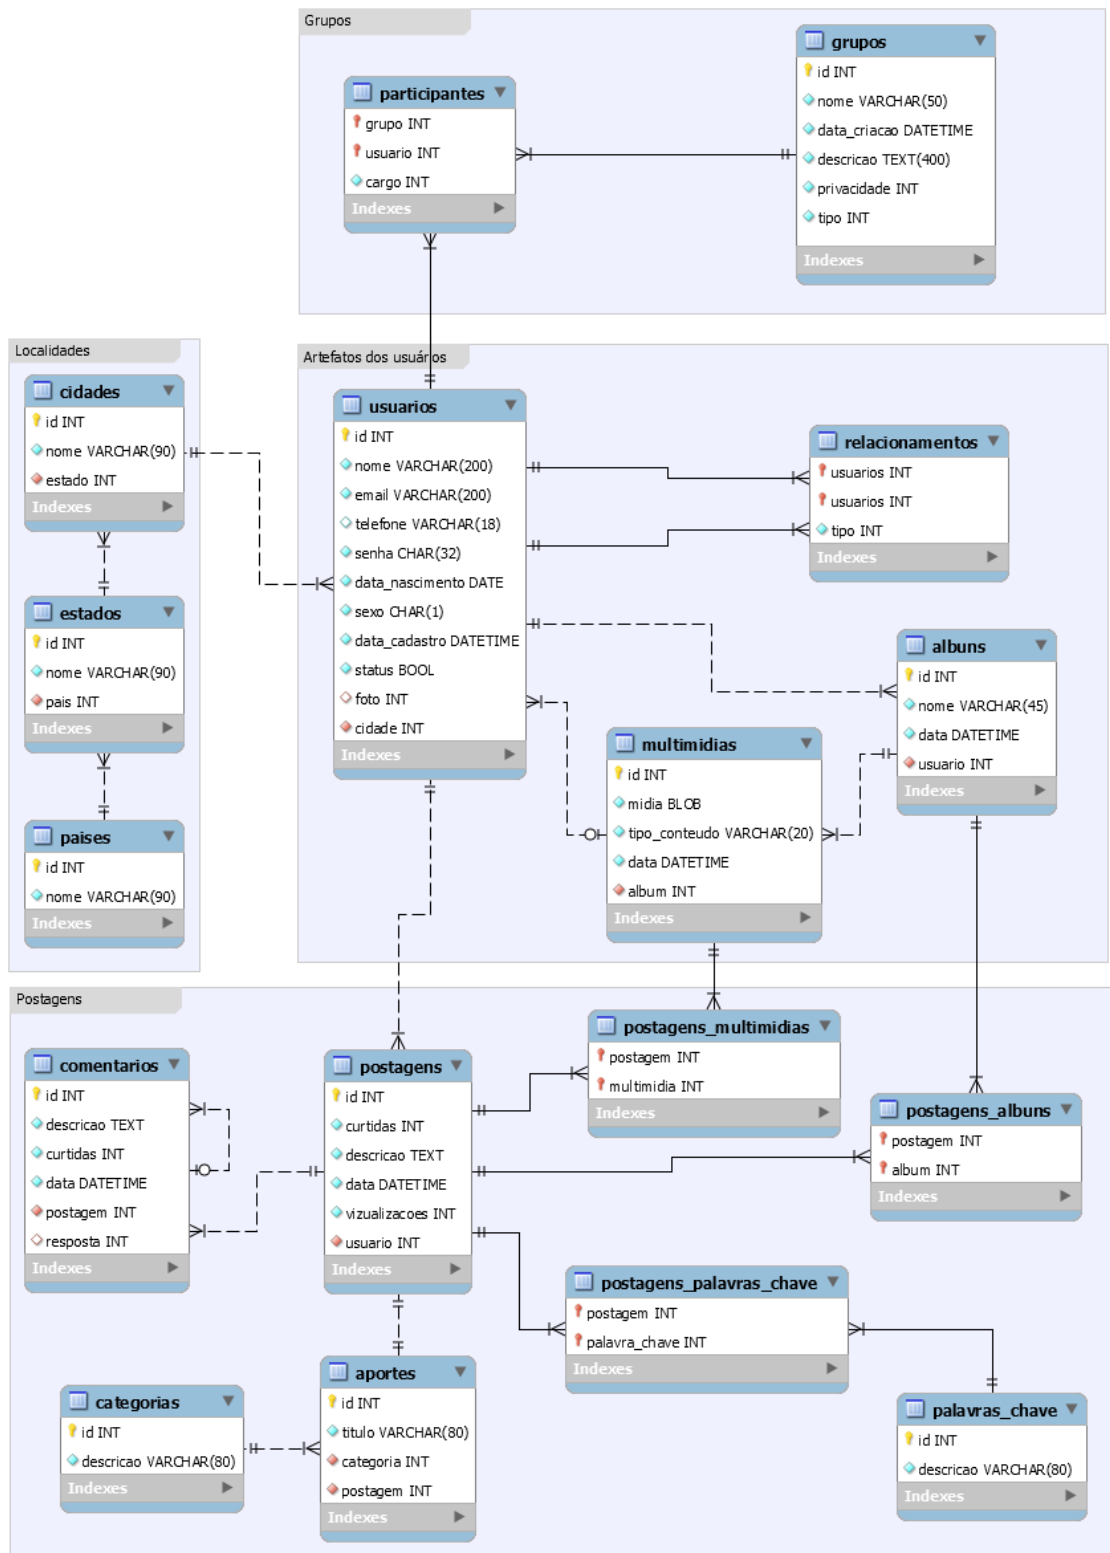 Grupos
grupos
id INT
nome VARCHAR(50)
data_criacao DATETIME
descricao TEXT(400)
privacidade INT
tipo INT
Indexes
participantes
grupo INT
usuario INT
cargo INT
Indexes
Localidades
cidades
id INT
nome VARCHAR(90)
estado INT
Indexes
estados
id INT
nome VARCHAR(90)
pais INT
Indexes
paises
id INT
nome VARCHAR(90)
Indexes
Artefatos dos usuários
usuarios
id INT
nome VARCHAR(200)
email VARCHAR(200)
telefone VARCHAR(18)
senha CHAR(32)
data_nascimento DATE
sexo CHAR(1)
data_cadastro DATETIME
status BOOL
foto INT
cidade INT
Indexes
relacionamentos
usuarios INT
usuarios INT
tipo INT
Indexes
albuns
id INT
nome VARCHAR(45)
data DATETIME
usuario INT
Indexes
multimidias
id INT
midia BLOB
tipo_conteudo VARCHAR(20)
data DATETIME
album INT
Indexes
Postagens
comentarios
id INT
descricao TEXT
curtidas INT
data DATETIME
postagem INT
resposta INT
Indexes
postagens
id INT
curtidas INT
descricao TEXT
data DATETIME
vizualizacoes INT
usuario INT
Indexes
postagens_multimidias
postagem INT
multimidia INT
Indexes
postagens_albuns
postagem INT
album INT
Indexes
postagens_palavras_chave
postagem INT
palavra_chave INT
Indexes
categorias
id INT
descricao VARCHAR(80)
Indexes
aportes
id INT
titulo VARCHAR(80)
categoria INT
postagem INT
Indexes
palavras_chave
id INT
descricao VARCHAR(80)
Indexes